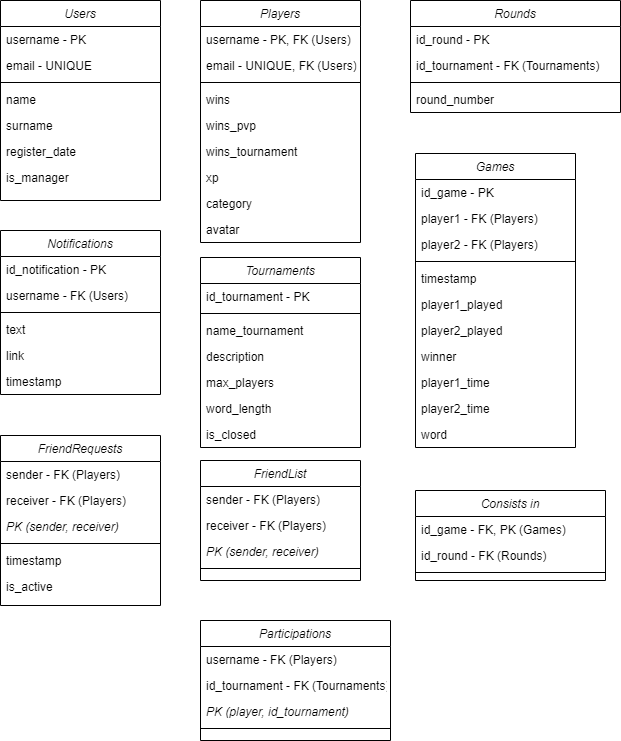 Users
username - PK
email - UNIQUE
name
surname
register_date
is_manager
Notifications
id_notification - PK
username - FK (Users)
text
link
timestamp
FriendRequests
sender - FK (Players)
receiver - FK (Players)
PK (sender, receiver)
timestamp
is_active
Players
username - PK, FK (Users)
email - UNIQUE, FK (Users)
wins
wins_pvp
wins_tournament
xp
category
avatar
Tournaments
id_tournament - PK
name_tournament
description
max_players
word_length
is_closed
FriendList
sender - FK (Players)
receiver - FK (Players)
PK (sender, receiver)
Participations
username - FK (Players)
id_tournament - FK (Tournaments
PK (player, id_tournament)
Rounds
id_round - PK
id_tournament - FK (Tournaments)
round_number
Games
id_game - PK
player1 - FK (Players)
player2 - FK (Players)
timestamp
player1_played
player2_played
winner
player1_time
player2_time
word
Consists in
id_game - FK, PK (Games)
id_round - FK (Rounds)